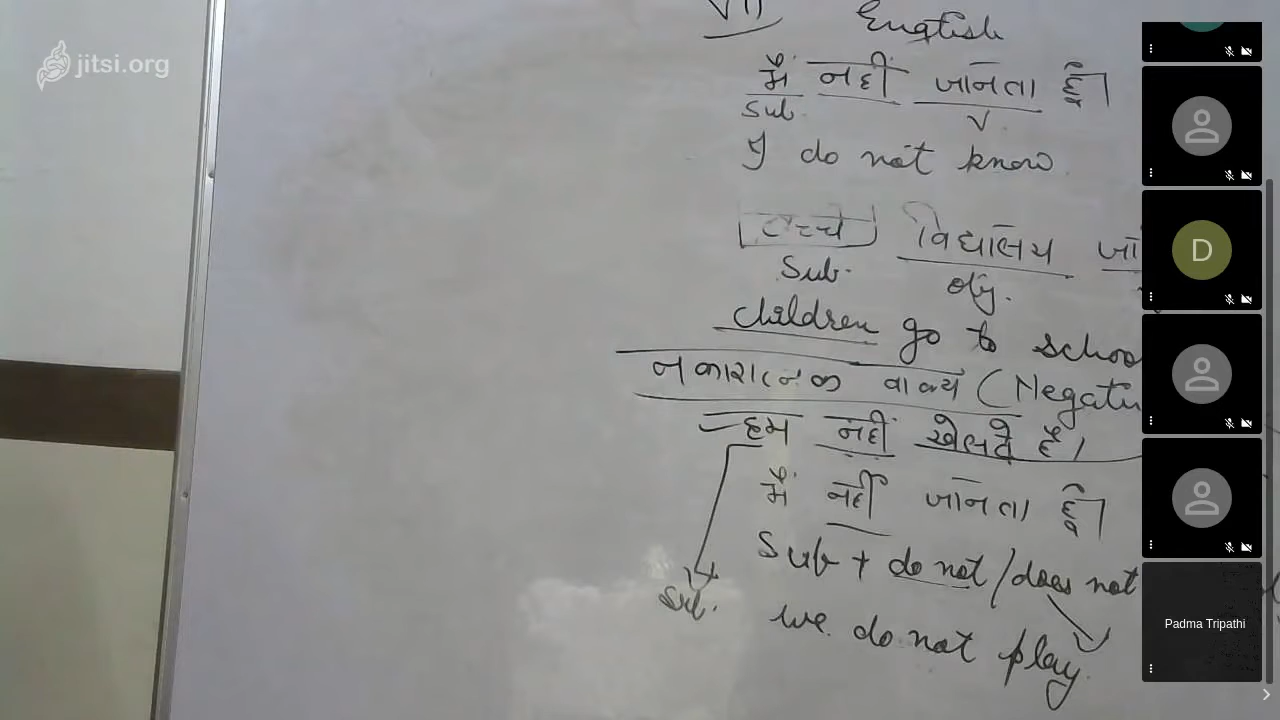 jitsi.org
VII English
मैं नहीं जानता हूँ।
Sub. V.
I do not know.
बच्चे विद्यालय
Sub. Obj.
children go to
नकारात्मक वाक्य (
हम नहीं खेलते हैं।
मैं नहीं जानता हूँ।
Sub + do not / does not
Sub.
we do not play.
D
Padma Tripathi